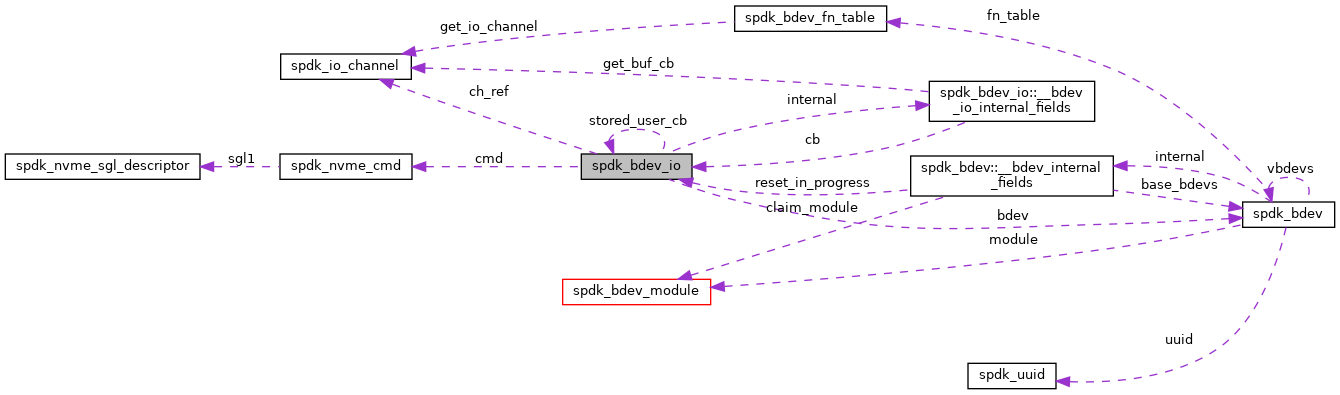 spdk_bdev_fn_table
fn_table
get_io_channel
spdk_io_channel
get_buf_cb
ch_ref
spdk_bdev_io::__bdev
_io_internal_fields
internal
stored_user_cb
cb
spdk_nvme_sgl_descriptor
sgl1
spdk_nvme_cmd
cmd
spdk_bdev_io
spdk_bdev::__bdev_internal
_fields
internal
vbdevs
reset_in_progress
base_bdevs
claim_module
bdev
spdk_bdev
module
spdk_bdev_module
uuid
spdk_uuid